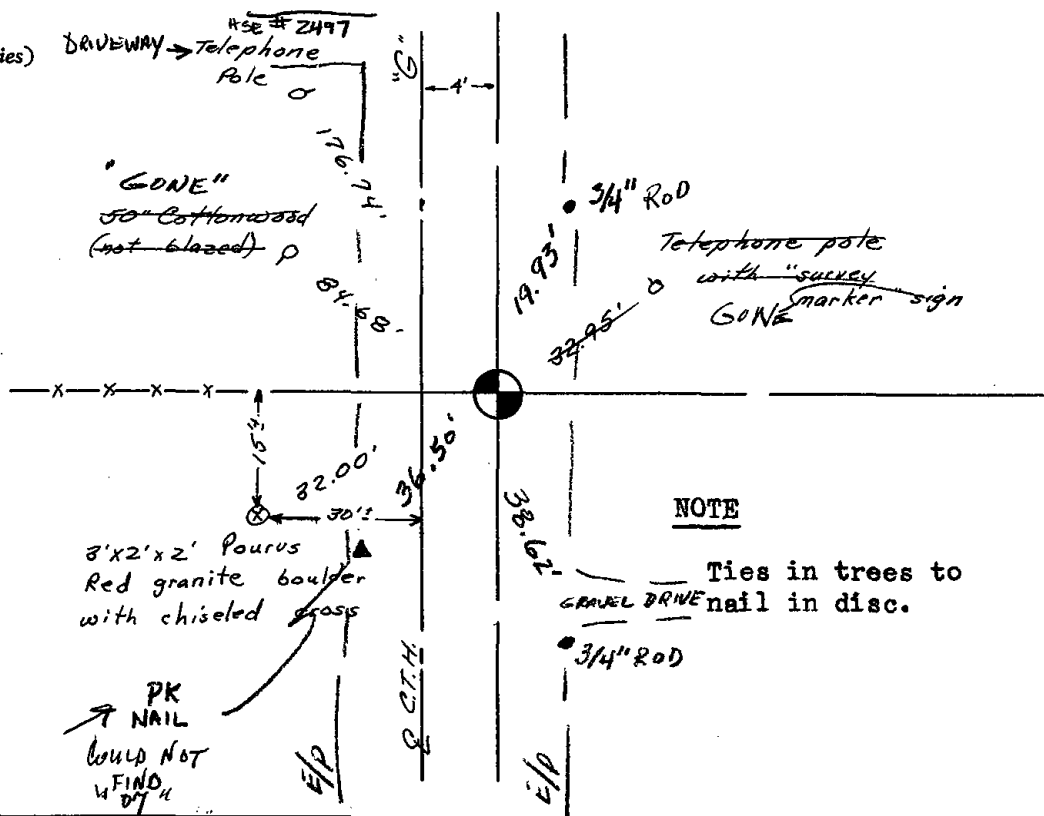 HSE # 2497
ies) DRIVEWAY → Telephone
Pole
"G"
4'
176.74'
"GONE"
50" Cottonwood
(not blazed)
84.68'
3/4" ROD
19.93'
Telephone pole
with "survey
marker" sign
GONE
32.95'
x x x x
15'±
32.00'
36.50'
30'±
38.62'
3'x2'x2' Pourus
Red granite boulder
with chiseled cross
NOTE
Ties in trees to
nail in disc.
GRAVEL DRIVE
3/4" ROD
PK
NAIL
COULD NOT
"FIND"
07
E/P
℄ C.T.H.
E/P